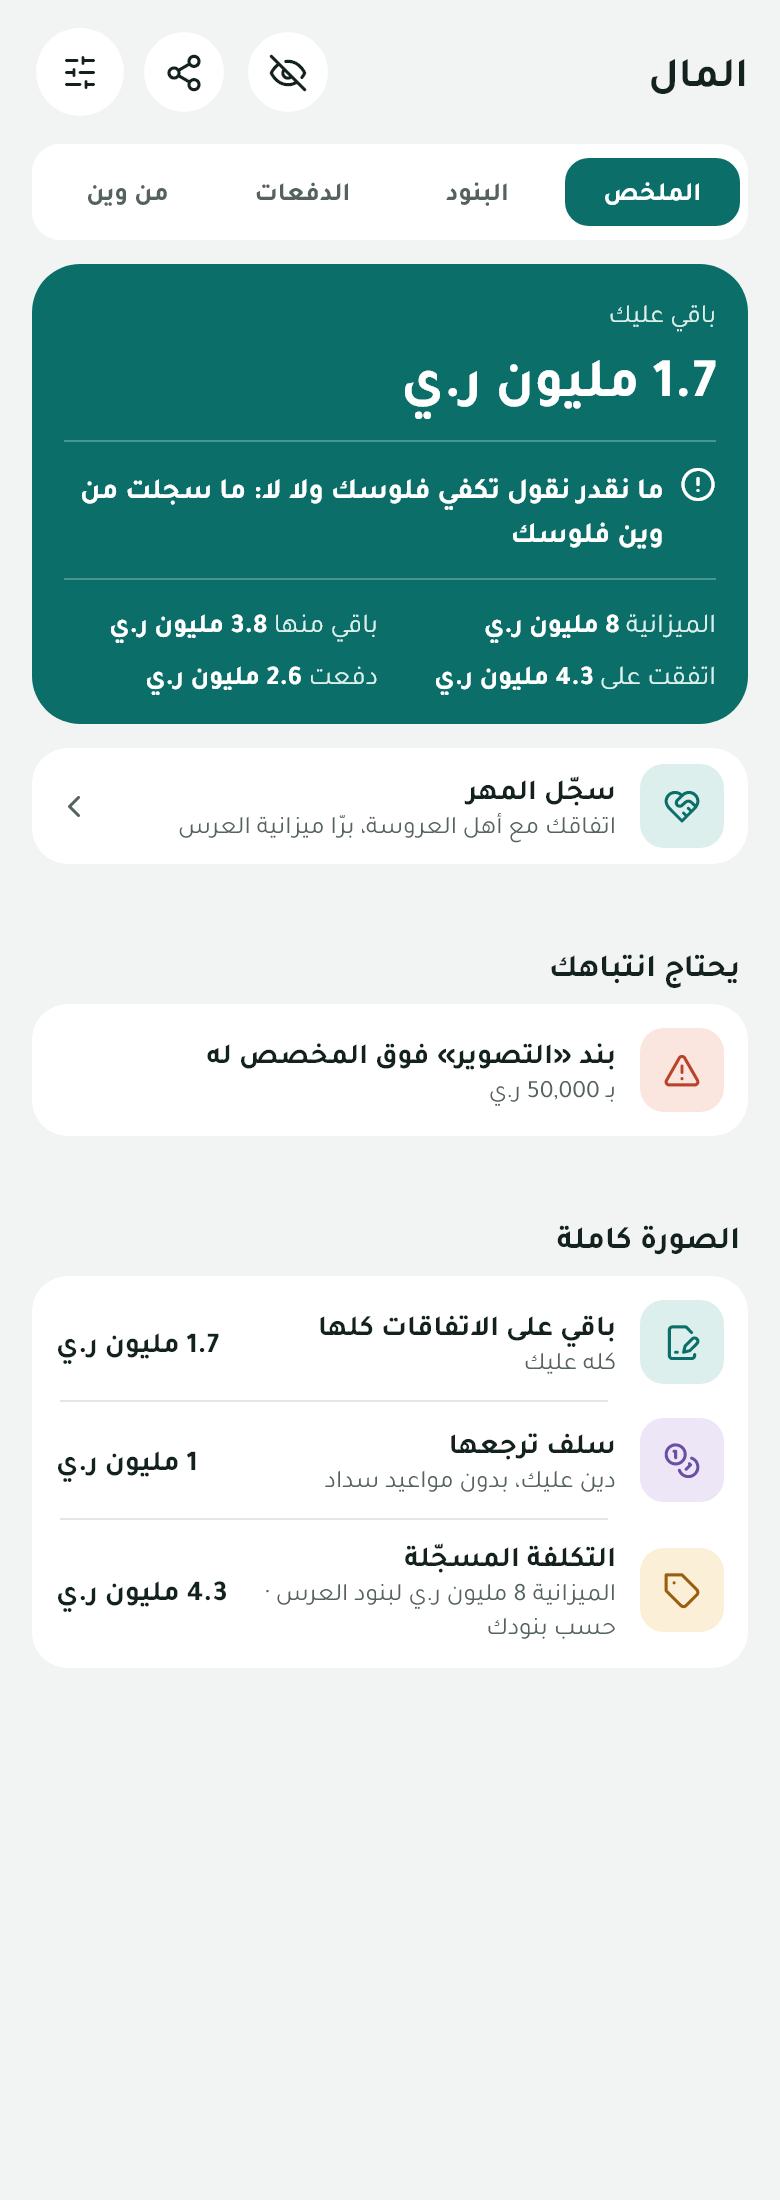 المال
الملخص
البنود
الدفعات
من وين
باقي عليك
1.7 مليون ر.ي
ما نقدر نقول تكفي فلوسك ولا لا: ما سجلت من
وين فلوسك
الميزانية 8 مليون ر.ي
باقي منها 3.8 مليون ر.ي
اتفقت على 4.3 مليون ر.ي
دفعت 2.6 مليون ر.ي
سجّل المهر
اتفاقك مع أهل العروسة، برّا ميزانية العرس
يحتاج انتباهك
بند «التصوير» فوق المخصص له
بـ 50,000 ر.ي
الصورة كاملة
باقي على الاتفاقات كلها
كله عليك
1.7 مليون ر.ي
سلف ترجعها
دين عليك، بدون مواعيد سداد
1 مليون ر.ي
التكلفة المسجّلة
الميزانية 8 مليون ر.ي لبنود العرس ·
حسب بنودك
4.3 مليون ر.ي